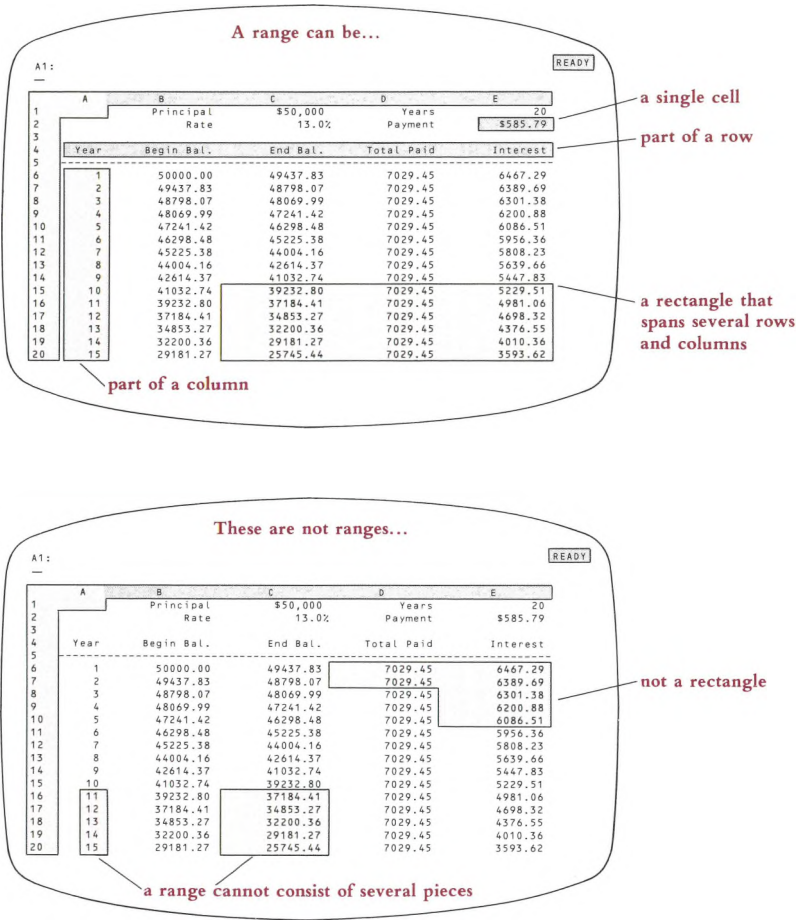 A range can be...
A1:
READY
A B C D E
1 Principal $50,000 Years 20
a single cell
2 Rate 13.0% Payment $585.79
3
part of a row
4 Year Begin Bal. End Bal. Total Paid Interest
5 ------------------------------------------------------------
6 1 50000.00 49437.83 7029.45 6467.29
7 2 49437.83 48798.07 7029.45 6389.69
8 3 48798.07 48069.99 7029.45 6301.38
9 4 48069.99 47241.42 7029.45 6200.88
10 5 47241.42 46298.48 7029.45 6086.51
11 6 46298.48 45225.38 7029.45 5956.36
12 7 45225.38 44004.16 7029.45 5808.23
13 8 44004.16 42614.37 7029.45 5639.66
14 9 42614.37 41032.74 7029.45 5447.83
15 10 41032.74 39232.80 7029.45 5229.51
16 11 39232.80 37184.41 7029.45 4981.06
17 12 37184.41 34853.27 7029.45 4698.32
18 13 34853.27 32200.36 7029.45 4376.55
19 14 32200.36 29181.27 7029.45 4010.36
20 15 29181.27 25745.44 7029.45 3593.62
a rectangle that
spans several rows
and columns
part of a column
These are not ranges...
A1:
READY
A B C D E
1 Principal $50,000 Years 20
2 Rate 13.0% Payment $585.79
3
4 Year Begin Bal. End Bal. Total Paid Interest
5 ------------------------------------------------------------
6 1 50000.00 49437.83 7029.45 6467.29
7 2 49437.83 48798.07 7029.45 6389.69
8 3 48798.07 48069.99 7029.45 6301.38
9 4 48069.99 47241.42 7029.45 6200.88
10 5 47241.42 46298.48 7029.45 6086.51
11 6 46298.48 45225.38 7029.45 5956.36
12 7 45225.38 44004.16 7029.45 5808.23
13 8 44004.16 42614.37 7029.45 5639.66
14 9 42614.37 41032.74 7029.45 5447.83
15 10 41032.74 39232.80 7029.45 5229.51
16 11 39232.80 37184.41 7029.45 4981.06
17 12 37184.41 34853.27 7029.45 4698.32
18 13 34853.27 32200.36 7029.45 4376.55
19 14 32200.36 29181.27 7029.45 4010.36
20 15 29181.27 25745.44 7029.45 3593.62
not a rectangle
a range cannot consist of several pieces